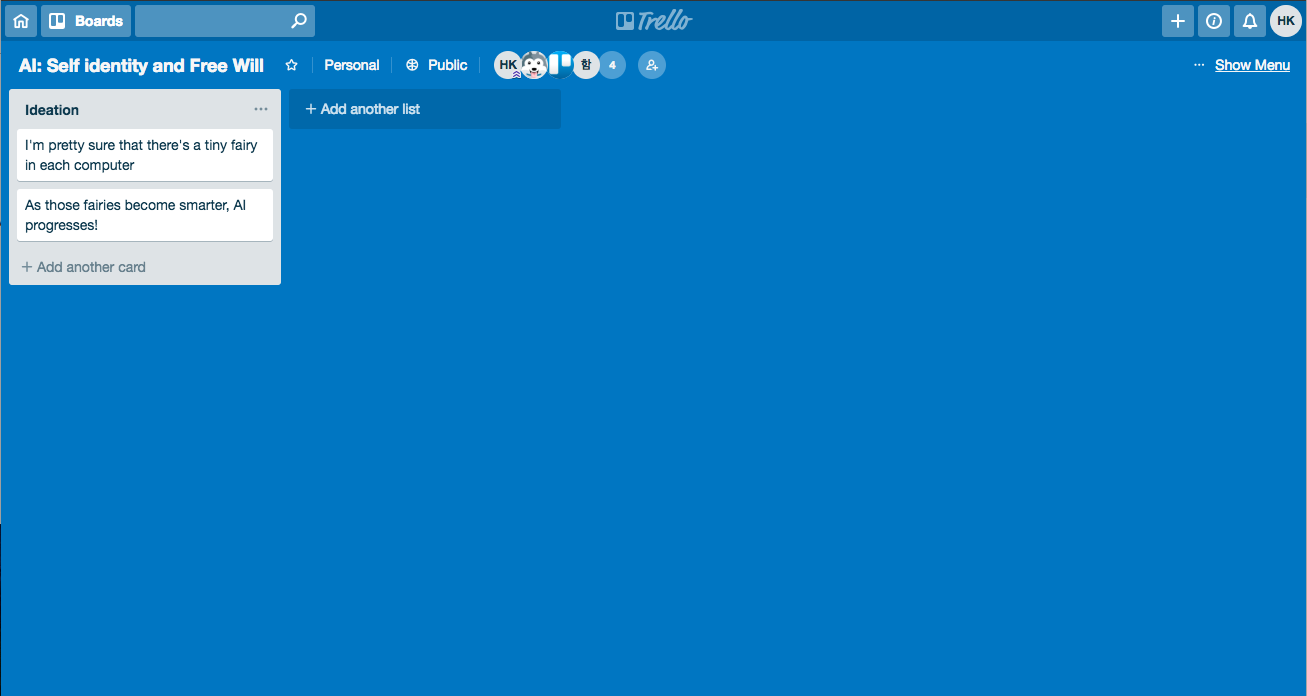 Boards
Trello
HK
AI: Self identity and Free Will
Personal
Public
HK
함
4
... Show Menu
Ideation
...
I'm pretty sure that there's a tiny fairy
in each computer
As those fairies become smarter, AI
progresses!
+ Add another card
+ Add another list